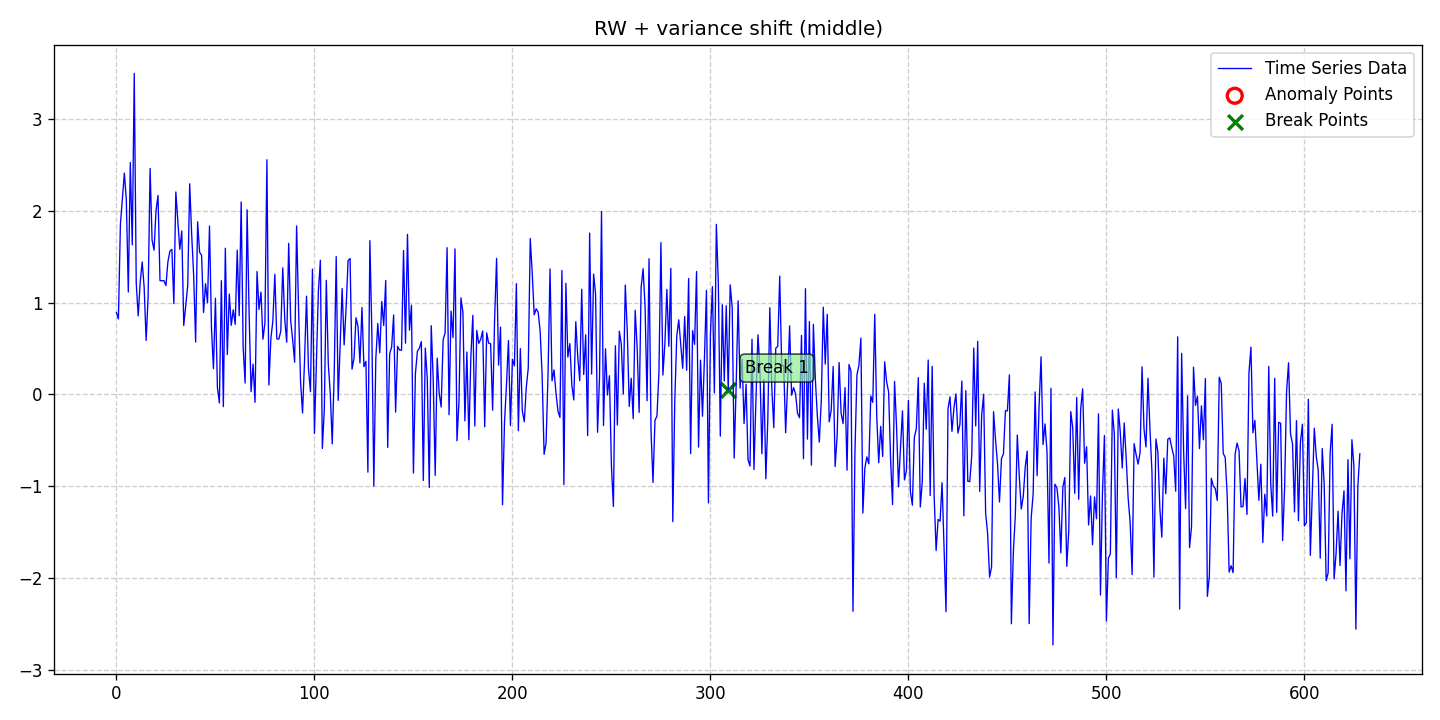 RW + variance shift (middle)
Time Series Data
Anomaly Points
Break Points
3
2
1
0
−1
−2
−3
Break 1
0 100 200 300 400 500 600